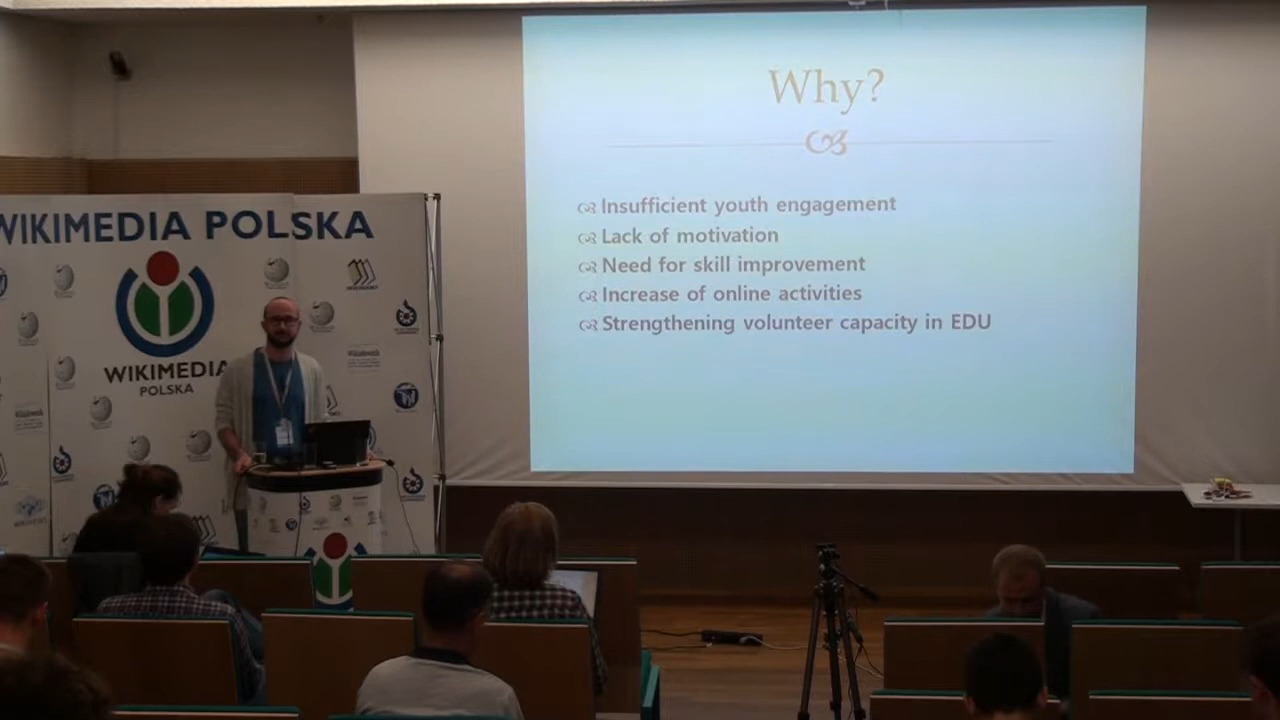 Why?
Insufficient youth engagement
Lack of motivation
Need for skill improvement
Increase of online activities
Strengthening volunteer capacity in EDU
WIKIMEDIA POLSKA
WIKIMEDIA
POLSKA